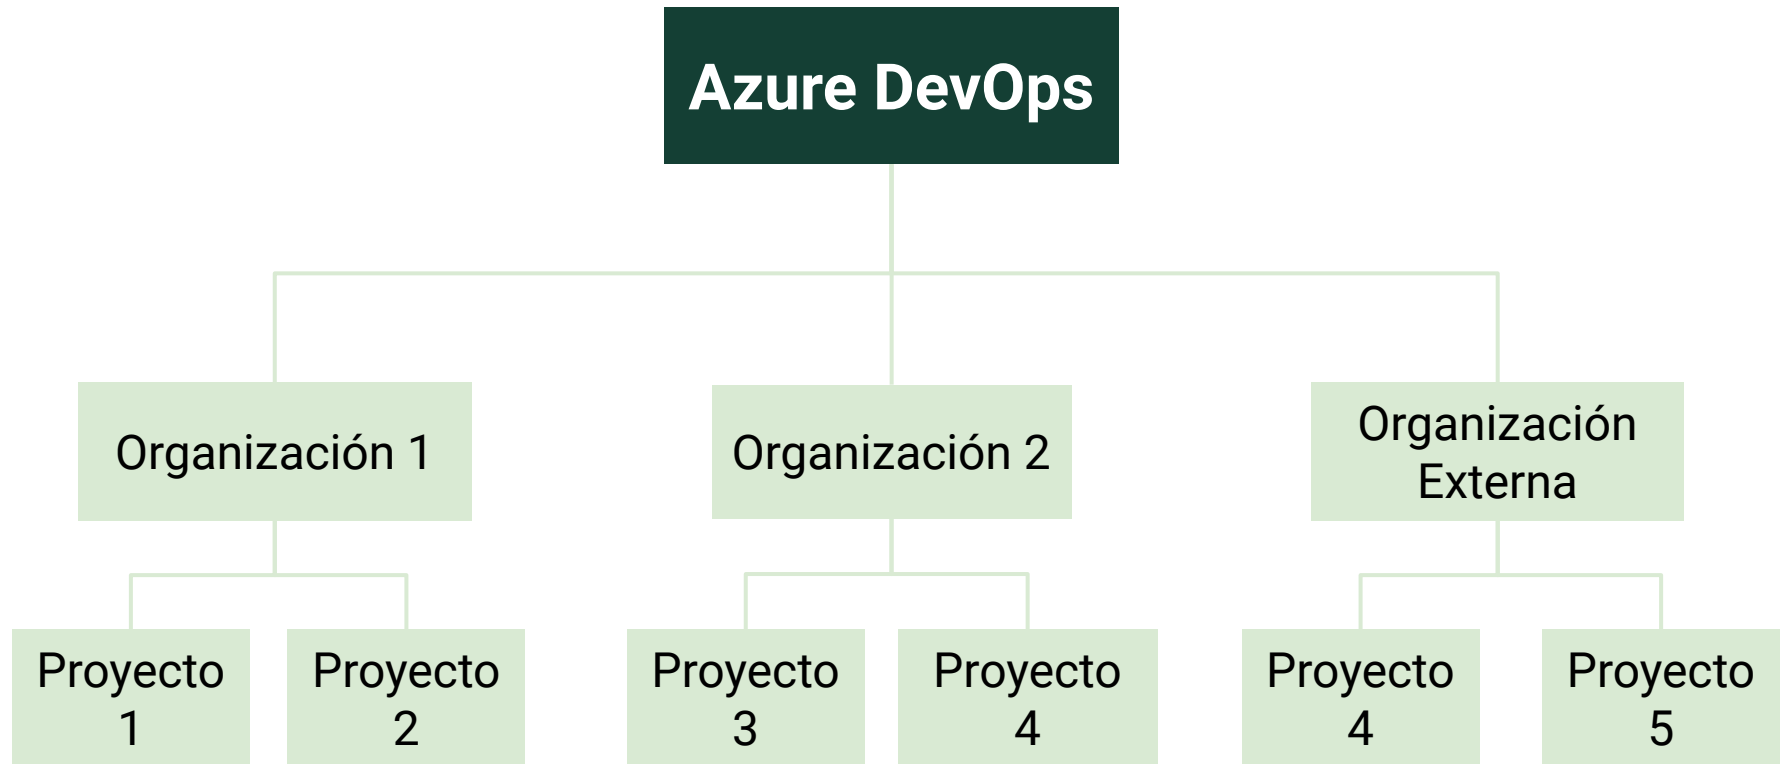 Azure DevOps
Organización 1
Organización 2
Organización
Externa
Proyecto
1
Proyecto
2
Proyecto
3
Proyecto
4
Proyecto
4
Proyecto
5